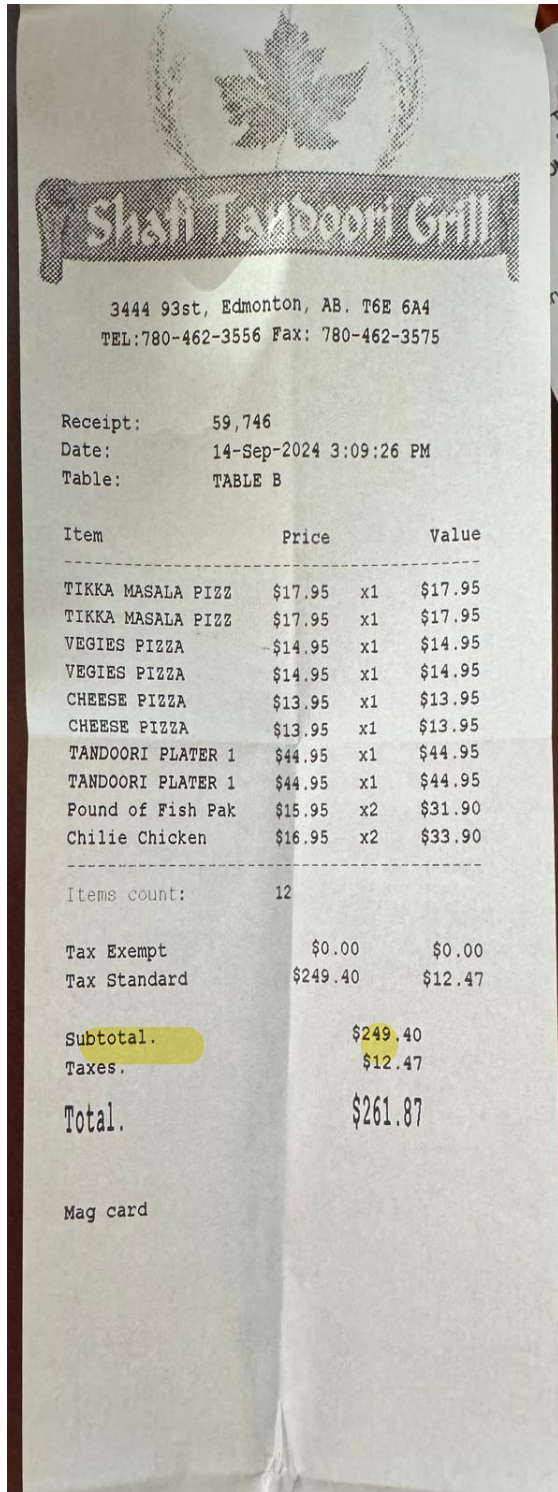 Shafi Tandoori Grill
3444 93st, Edmonton, AB. T6E 6A4
TEL:780-462-3556 Fax: 780-462-3575
Receipt: 59,746
Date: 14-Sep-2024 3:09:26 PM
Table: TABLE B
Item Price Value
TIKKA MASALA PIZZ $17.95 x1 $17.95
TIKKA MASALA PIZZ $17.95 x1 $17.95
VEGIES PIZZA $14.95 x1 $14.95
VEGIES PIZZA $14.95 x1 $14.95
CHEESE PIZZA $13.95 x1 $13.95
CHEESE PIZZA $13.95 x1 $13.95
TANDOORI PLATER 1 $44.95 x1 $44.95
TANDOORI PLATER 1 $44.95 x1 $44.95
Pound of Fish Pak $15.95 x2 $31.90
Chilie Chicken $16.95 x2 $33.90
Items count: 12
Tax Exempt $0.00 $0.00
Tax Standard $249.40 $12.47
Subtotal. $249.40
Taxes. $12.47
Total. $261.87
Mag card